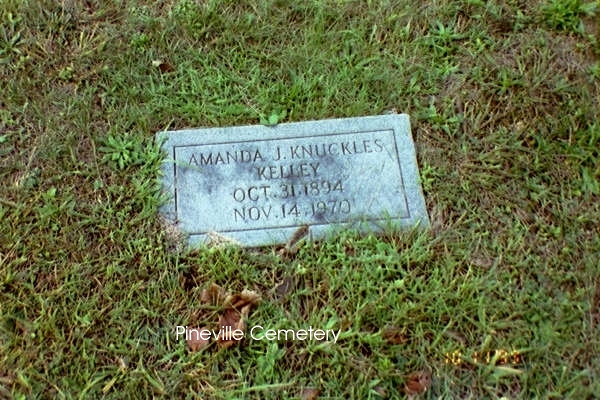 AMANDA J. KNUCKLES
KELLEY
OCT. 31. 1894
NOV. 14. 1970
Pineville Cemetery